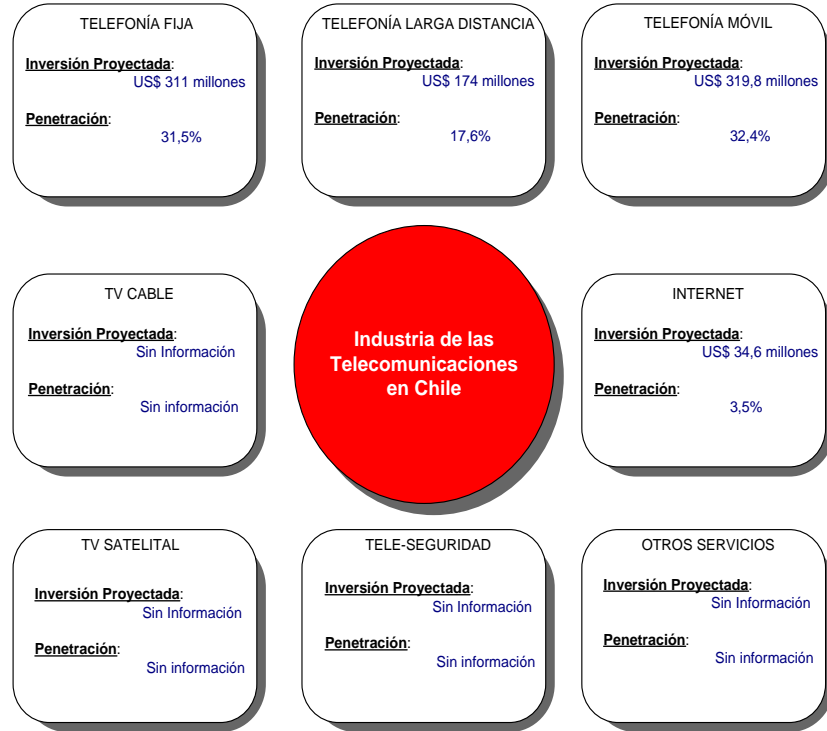 TELEFONÍA FIJA
Inversión Proyectada:
US$ 311 millones
Penetración:
31,5%
TELEFONÍA LARGA DISTANCIA
Inversión Proyectada:
US$ 174 millones
Penetración:
17,6%
TELEFONÍA MÓVIL
Inversión Proyectada:
US$ 319,8 millones
Penetración:
32,4%
TV CABLE
Inversión Proyectada:
Sin Información
Penetración:
Sin información
Industria de las
Telecomunicaciones
en Chile
INTERNET
Inversión Proyectada:
US$ 34,6 millones
Penetración:
3,5%
TV SATELITAL
Inversión Proyectada:
Sin Información
Penetración:
Sin información
TELE-SEGURIDAD
Inversión Proyectada:
Sin Información
Penetración:
Sin información
OTROS SERVICIOS
Inversión Proyectada:
Sin Información
Penetración:
Sin información